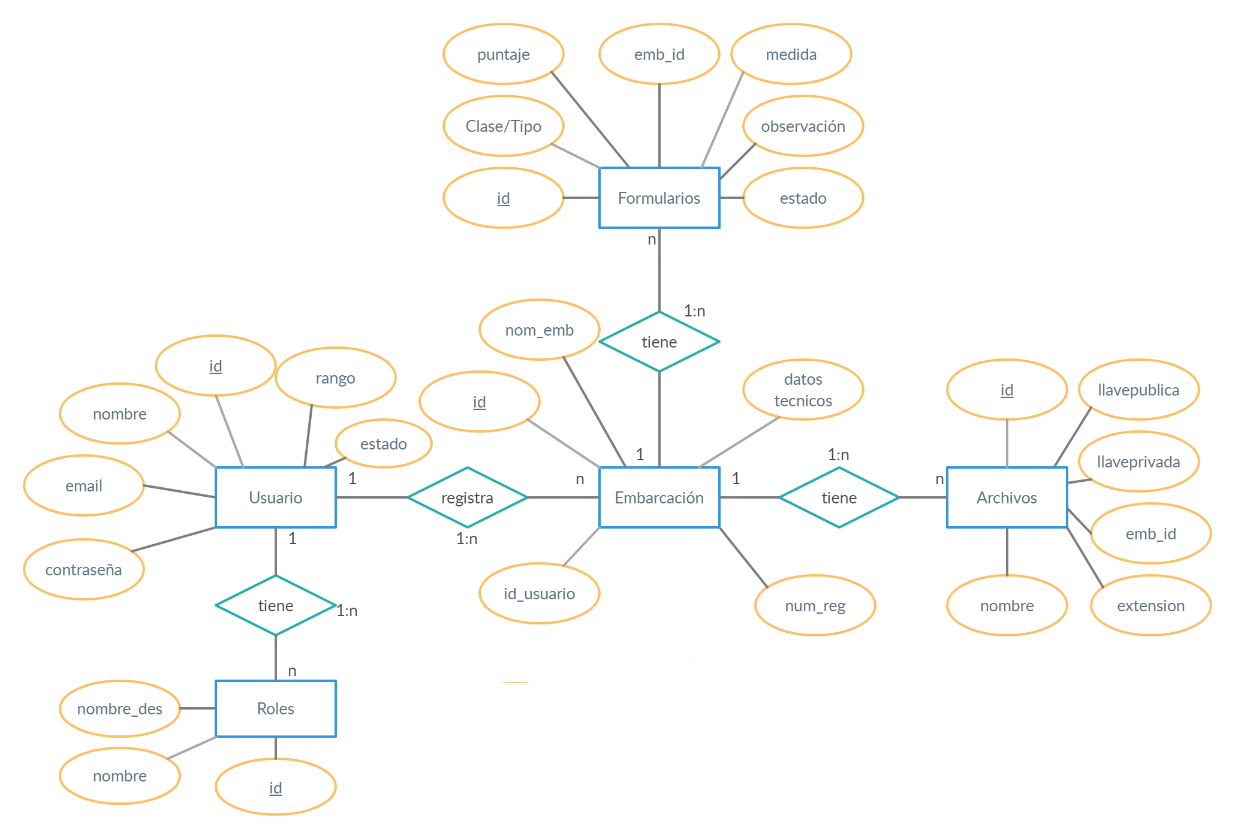 puntaje
emb_id
medida
Clase/Tipo
observación
id
Formularios
estado
n
1:n
nom_emb
tiene
id
rango
datos
tecnicos
id
llavepublica
nombre
id
estado
1
1:n
llaveprivada
email
1
n
1
n
Usuario
registra
Embarcación
tiene
Archivos
1
1:n
emb_id
contraseña
id_usuario
tiene
1:n
num_reg
nombre
extension
n
nombre_des
Roles
nombre
id